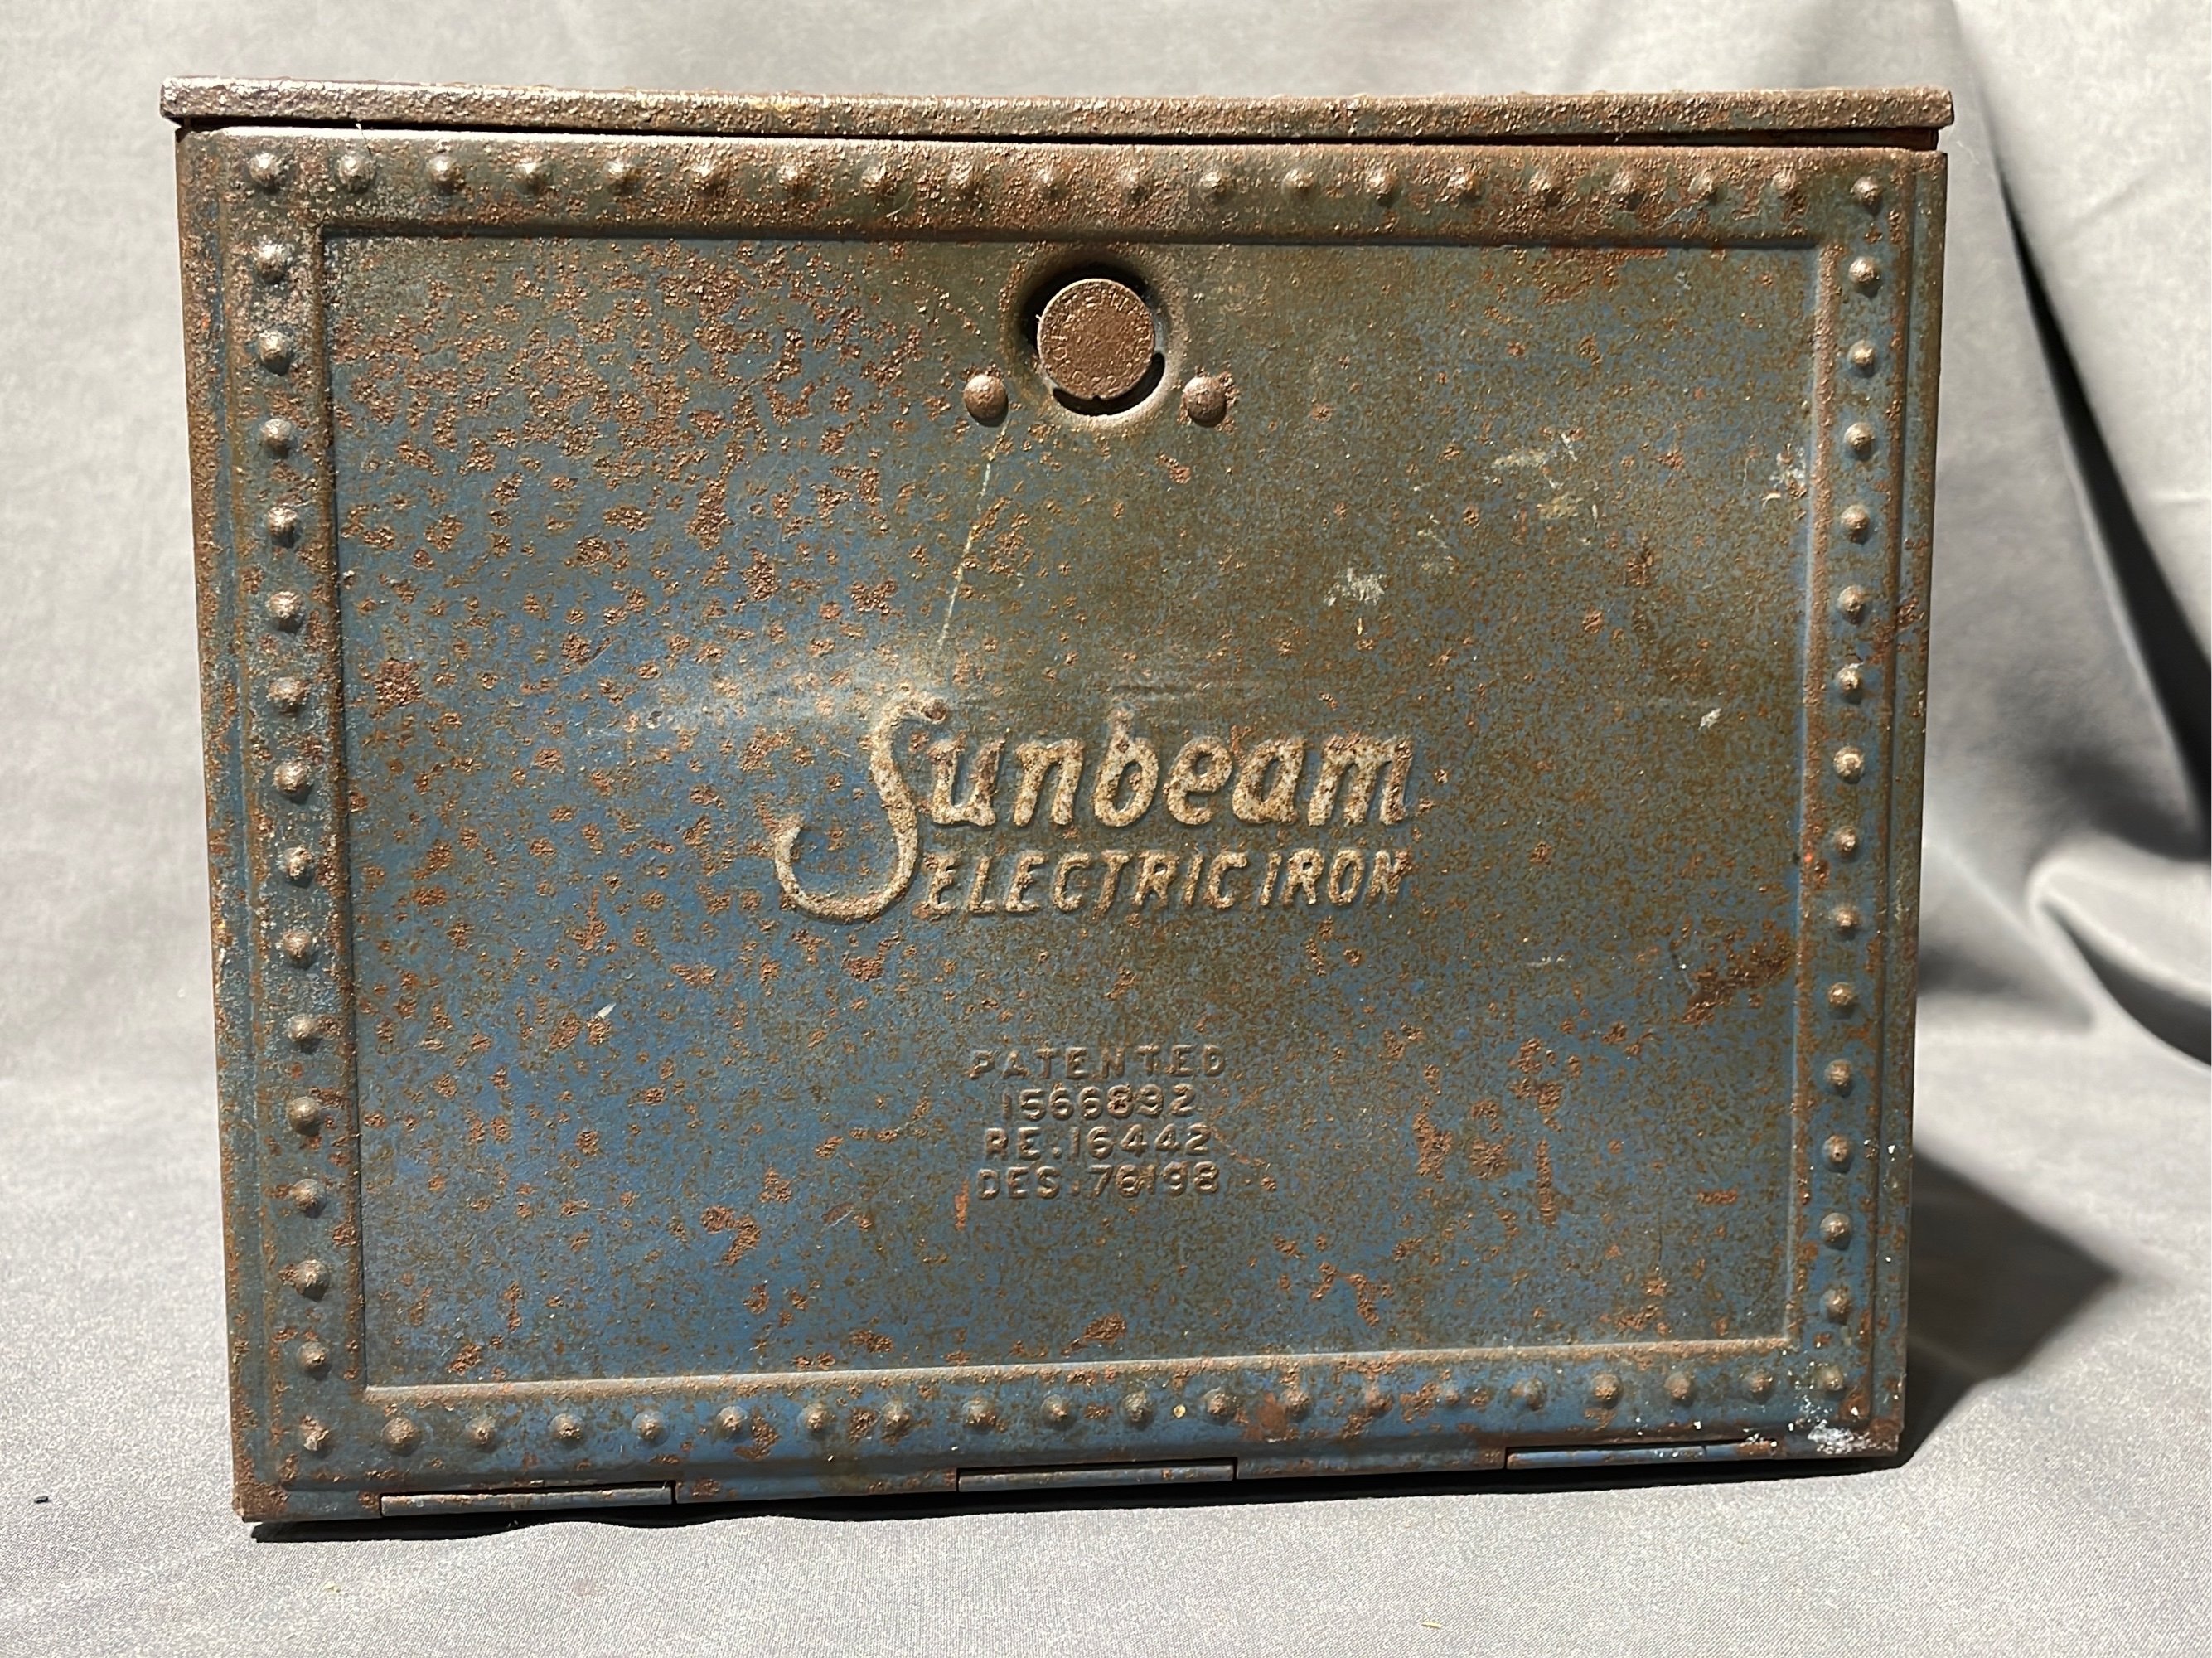 Sunbeam
ELECTRIC IRON
PATENTED
1566892
RE.16442
DES.76198